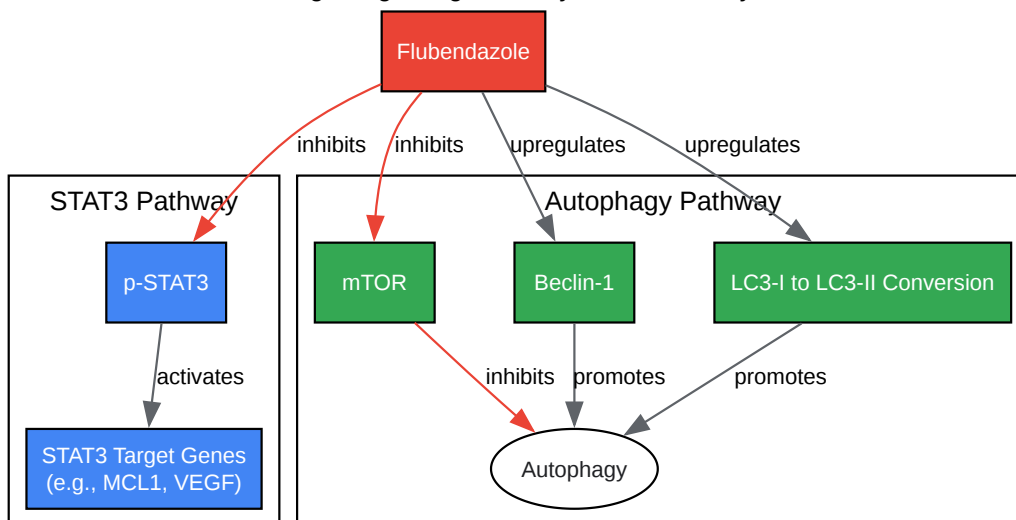 Flubendazole
inhibits
inhibits
upregulates
upregulates
STAT3 Pathway
Autophagy Pathway
p-STAT3
mTOR
Beclin-1
LC3-I to LC3-II Conversion
activates
inhibits
promotes
promotes
STAT3 Target Genes
(e.g., MCL1, VEGF)
Autophagy